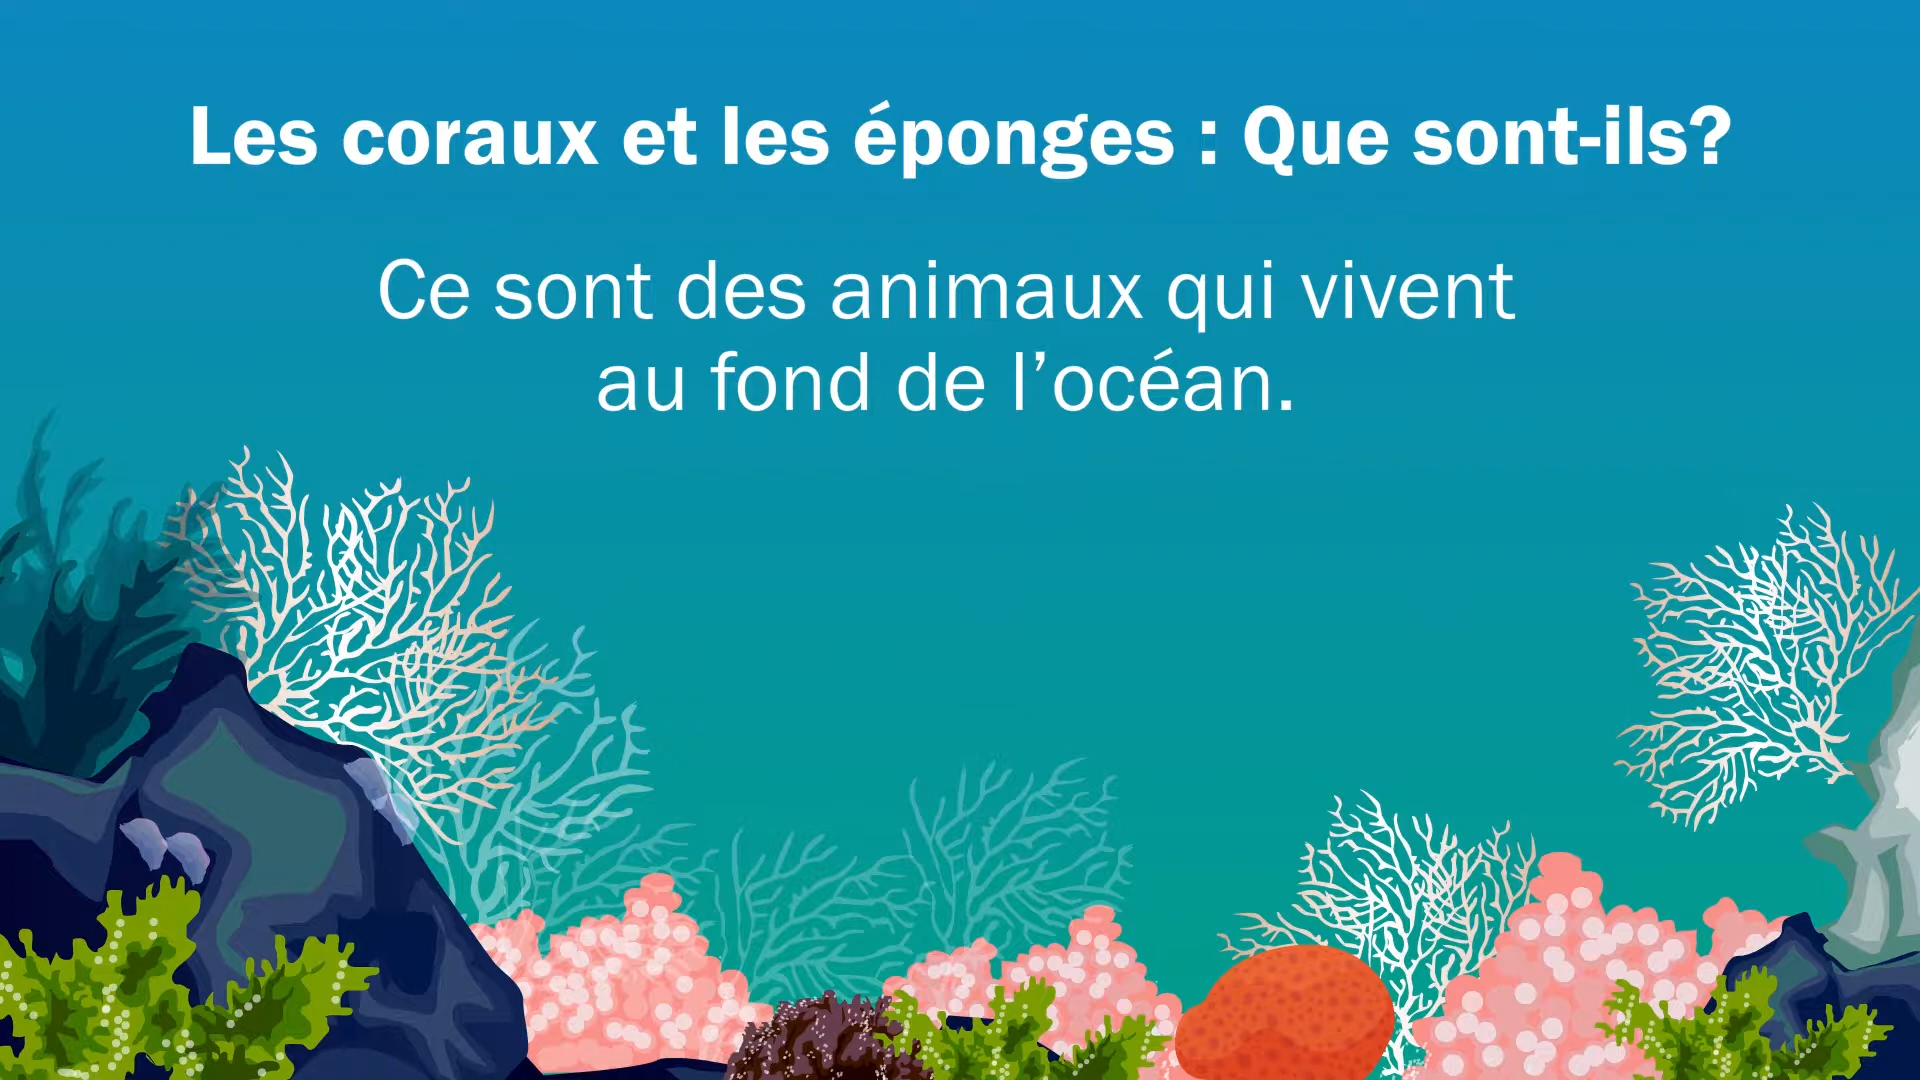 Les coraux et les éponges : Que sont-ils?
Ce sont des animaux qui vivent
au fond de l’océan.